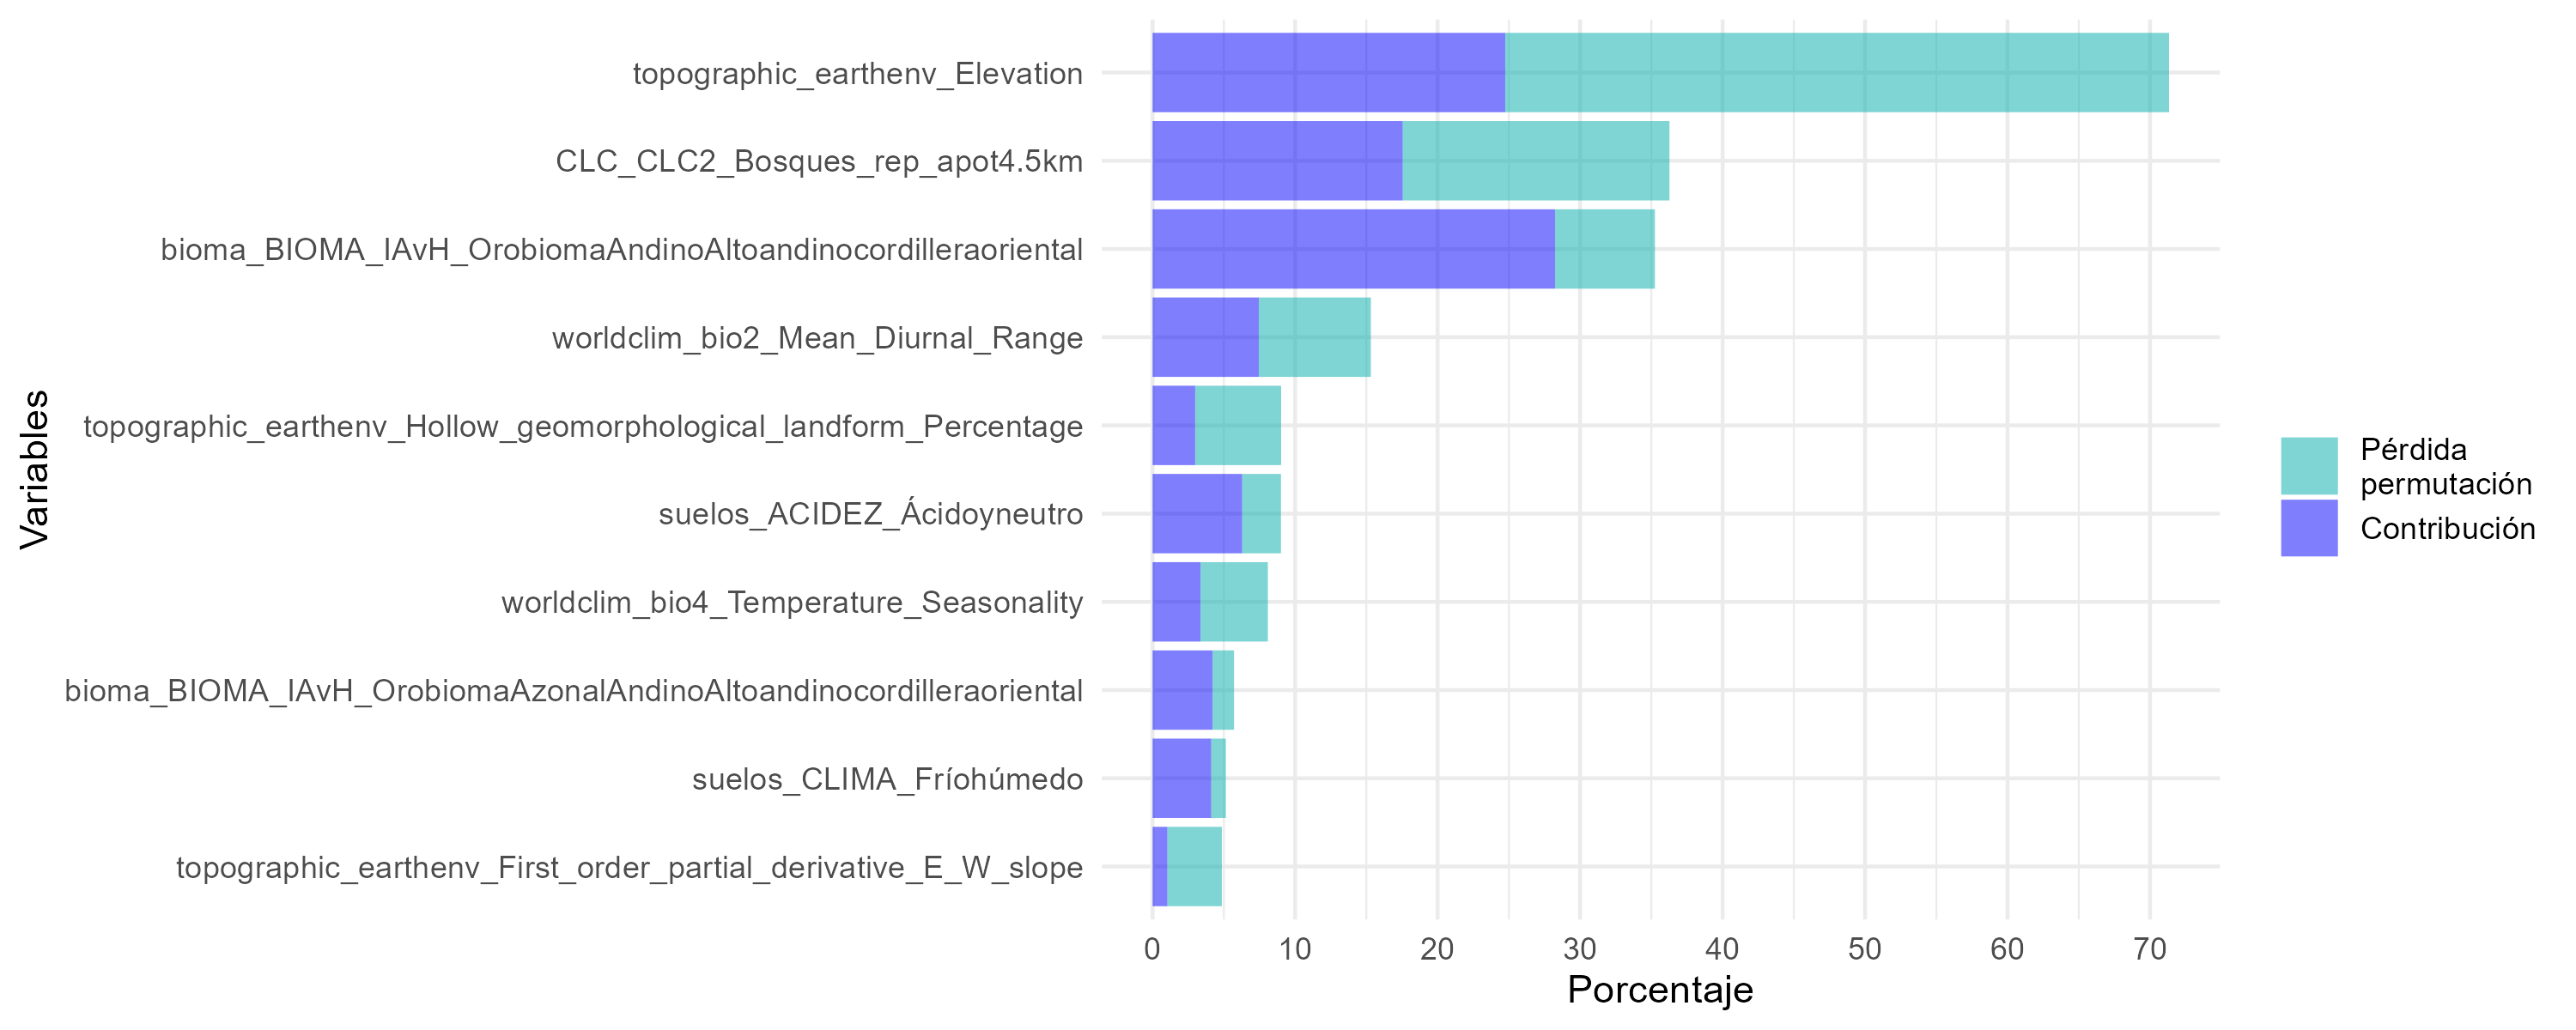 topographic_earthenv_Elevation
CLC_CLC2_Bosques_rep_apot4.5km
bioma_BIOMA_IAvH_OrobiomaAndinoAltoandinocordilleraoriental
worldclim_bio2_Mean_Diurnal_Range
topographic_earthenv_Hollow_geomorphological_landform_Percentage
suelos_ACIDEZ_Ácidoyneutro
worldclim_bio4_Temperature_Seasonality
bioma_BIOMA_IAvH_OrobiomaAzonalAndinoAltoandinocordilleraoriental
suelos_CLIMA_Fríohúmedo
topographic_earthenv_First_order_partial_derivative_E_W_slope
Variables
0 10 20 30 40 50 60 70
Porcentaje
Pérdida
permutación
Contribución